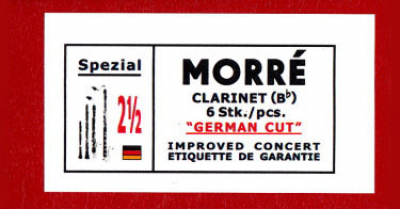 Spezial
2½
MORRÉ
CLARINET (B♭)
6 Stk./pcs.
"GERMAN CUT"
IMPROVED CONCERT
ETIQUETTE DE GARANTIE